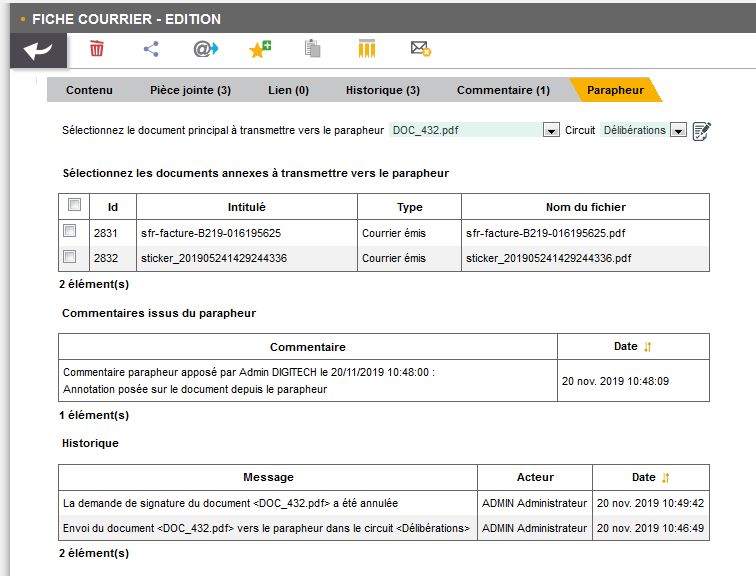 FICHE COURRIER - EDITION
Contenu Pièce jointe (3) Lien (0) Historique (3) Commentaire (1) Parapheur
Sélectionnez le document principal à transmettre vers le parapheur DOC_432.pdf Circuit Délibérations
Sélectionnez les documents annexes à transmettre vers le parapheur
Id Intitulé Type Nom du fichier
2831 sfr-facture-B219-016195625 Courrier émis sfr-facture-B219-016195625.pdf
2832 sticker_201905241429244336 Courrier émis sticker_201905241429244336.pdf
2 élément(s)
Commentaires issus du parapheur
Commentaire Date
Commentaire parapheur apposé par Admin DIGITECH le 20/11/2019 10:48:00 :
Annotation posée sur le document depuis le parapheur 20 nov. 2019 10:48:09
1 élément(s)
Historique
Message Acteur Date
La demande de signature du document <DOC_432.pdf> a été annulée ADMIN Administrateur 20 nov. 2019 10:49:42
Envoi du document <DOC_432.pdf> vers le parapheur dans le circuit <Délibérations> ADMIN Administrateur 20 nov. 2019 10:46:49
2 élément(s)